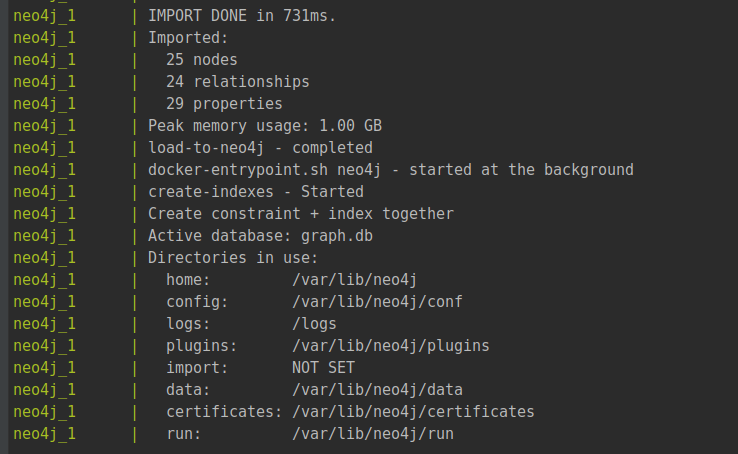 neo4j_1 | IMPORT DONE in 731ms.
neo4j_1 | Imported:
neo4j_1 | 25 nodes
neo4j_1 | 24 relationships
neo4j_1 | 29 properties
neo4j_1 | Peak memory usage: 1.00 GB
neo4j_1 | load-to-neo4j - completed
neo4j_1 | docker-entrypoint.sh neo4j - started at the background
neo4j_1 | create-indexes - Started
neo4j_1 | Create constraint + index together
neo4j_1 | Active database: graph.db
neo4j_1 | Directories in use:
neo4j_1 | home: /var/lib/neo4j
neo4j_1 | config: /var/lib/neo4j/conf
neo4j_1 | logs: /logs
neo4j_1 | plugins: /var/lib/neo4j/plugins
neo4j_1 | import: NOT SET
neo4j_1 | data: /var/lib/neo4j/data
neo4j_1 | certificates: /var/lib/neo4j/certificates
neo4j_1 | run: /var/lib/neo4j/run